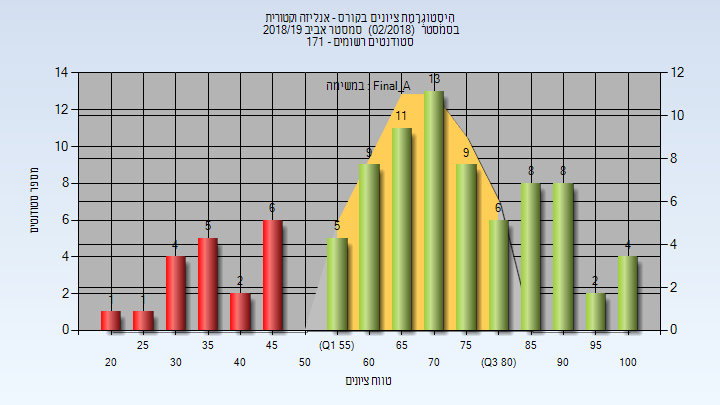 היסטוגרמת ציונים בקורס - אנליזה וקטורית
בסמסטר (02/2018) סמסטר אביב 2018/19
סטודנטים רשומים - 171
במשימה : Final_A
14 12 10 8 6 4 2 0
מספר סטודנטים
12 10 8 6 4 2 0
1 1 4 5 2 6 5 9 11 13 9 6 8 8 2 4
25 35 45 (Q1 55) 65 75 85 95
20 30 40 50 60 70 (Q3 80) 90 100
טווח ציונים